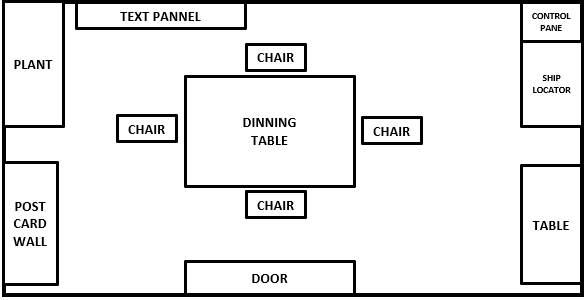 TEXT PANNEL
CONTROL
PANE
PLANT
CHAIR
SHIP
LOCATOR
CHAIR
DINNING
TABLE
CHAIR
POST
CARD
WALL
CHAIR
TABLE
DOOR